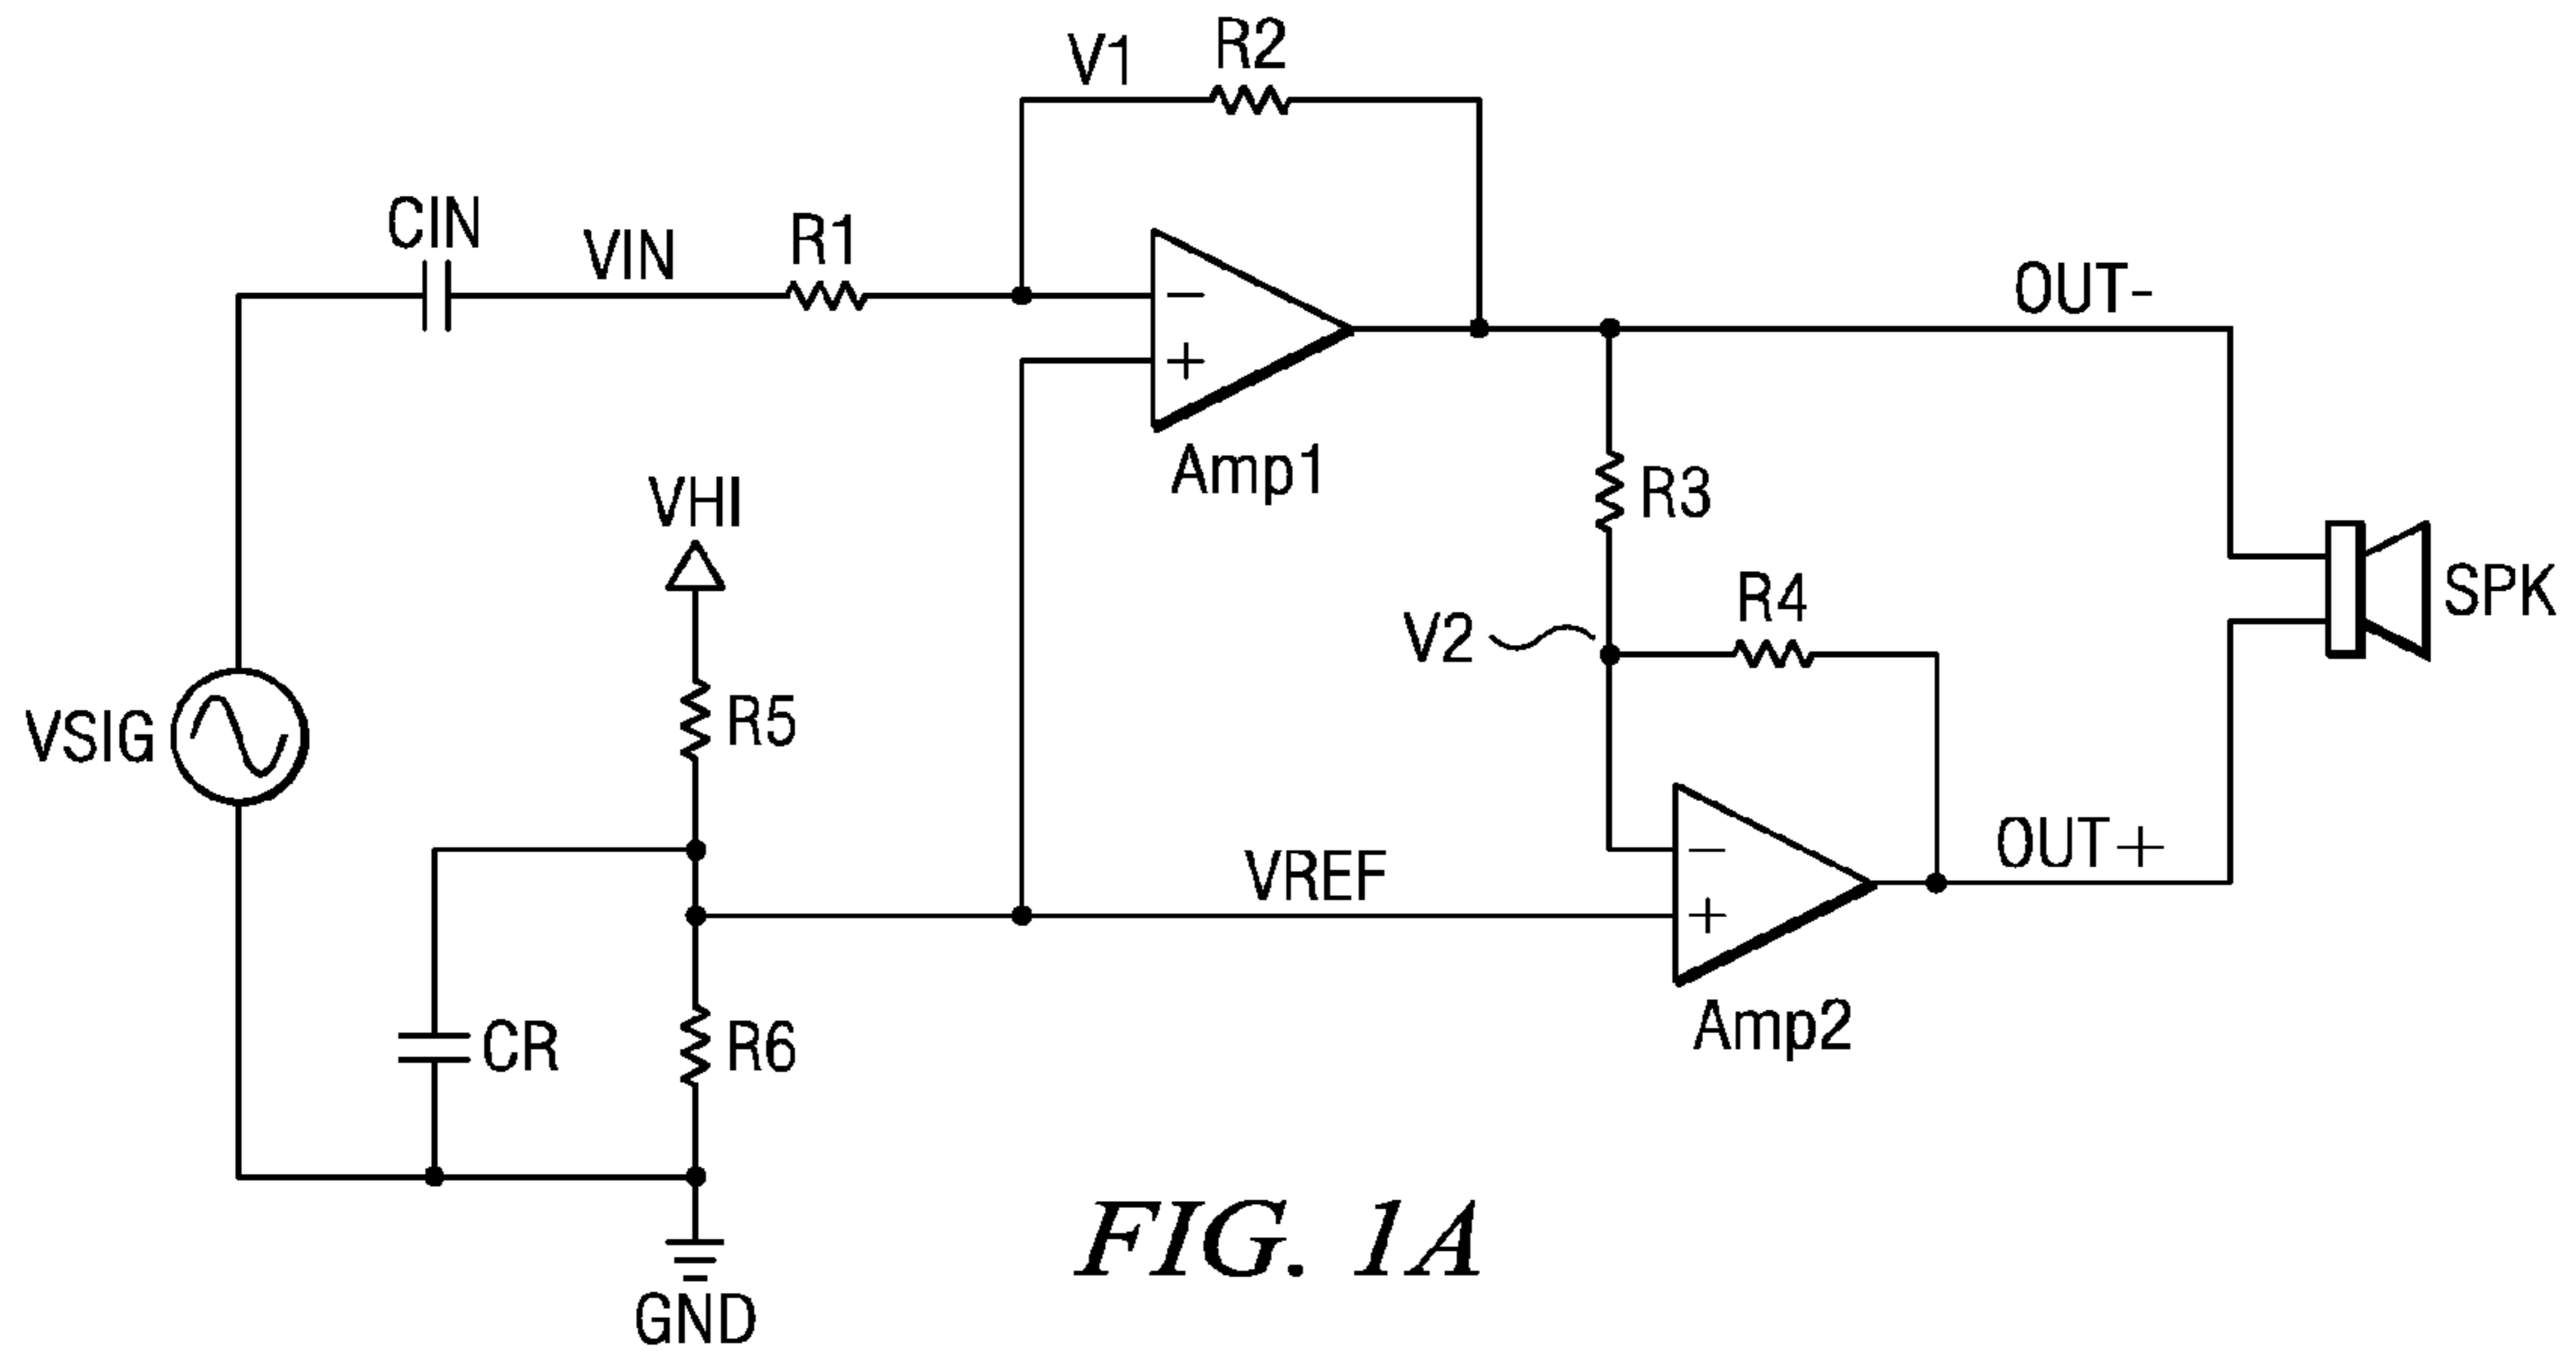 V1
R2
CIN
VIN
R1
OUT-
−
+
Amp1
VHI
R3
R4
SPK
V2
VSIG
R5
VREF
−
+
OUT+
CR
R6
Amp2
FIG. 1A
GND